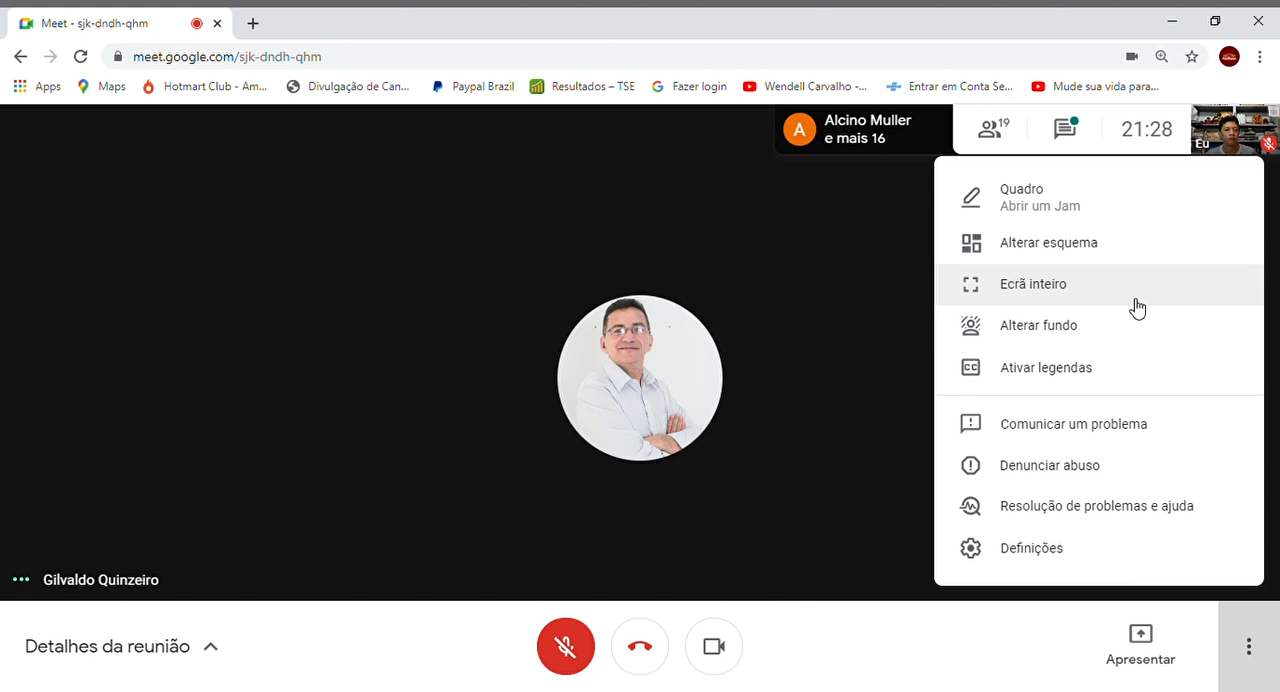 Meet - sjk-dndh-qhm
meet.google.com/sjk-dndh-qhm
Apps
Maps
Hotmart Club - Am...
Divulgação de Can...
Paypal Brazil
Resultados – TSE
Fazer login
Wendell Carvalho -...
Entrar em Conta Se...
Mude sua vida para...
A
Alcino Muller
e mais 16
19
21:28
Eu
Quadro
Abrir um Jam
Alterar esquema
Ecrã inteiro
Alterar fundo
CC
Ativar legendas
Comunicar um problema
Denunciar abuso
Resolução de problemas e ajuda
Definições
Gilvaldo Quinzeiro
Detalhes da reunião
Apresentar